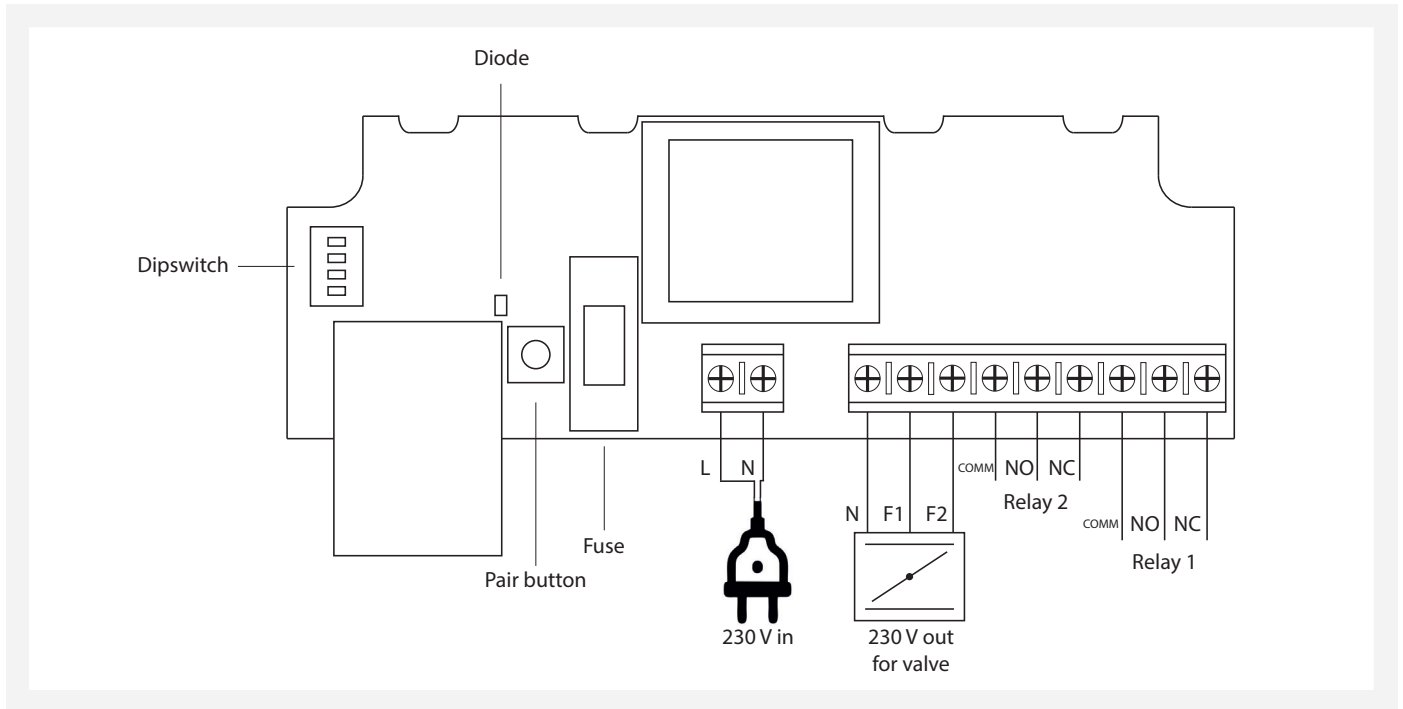 Diode
Dipswitch
L N
COMM NO NC
Relay 2
N F1 F2
COMM NO NC
Relay 1
Fuse
Pair button
230 V in
230 V out
for valve